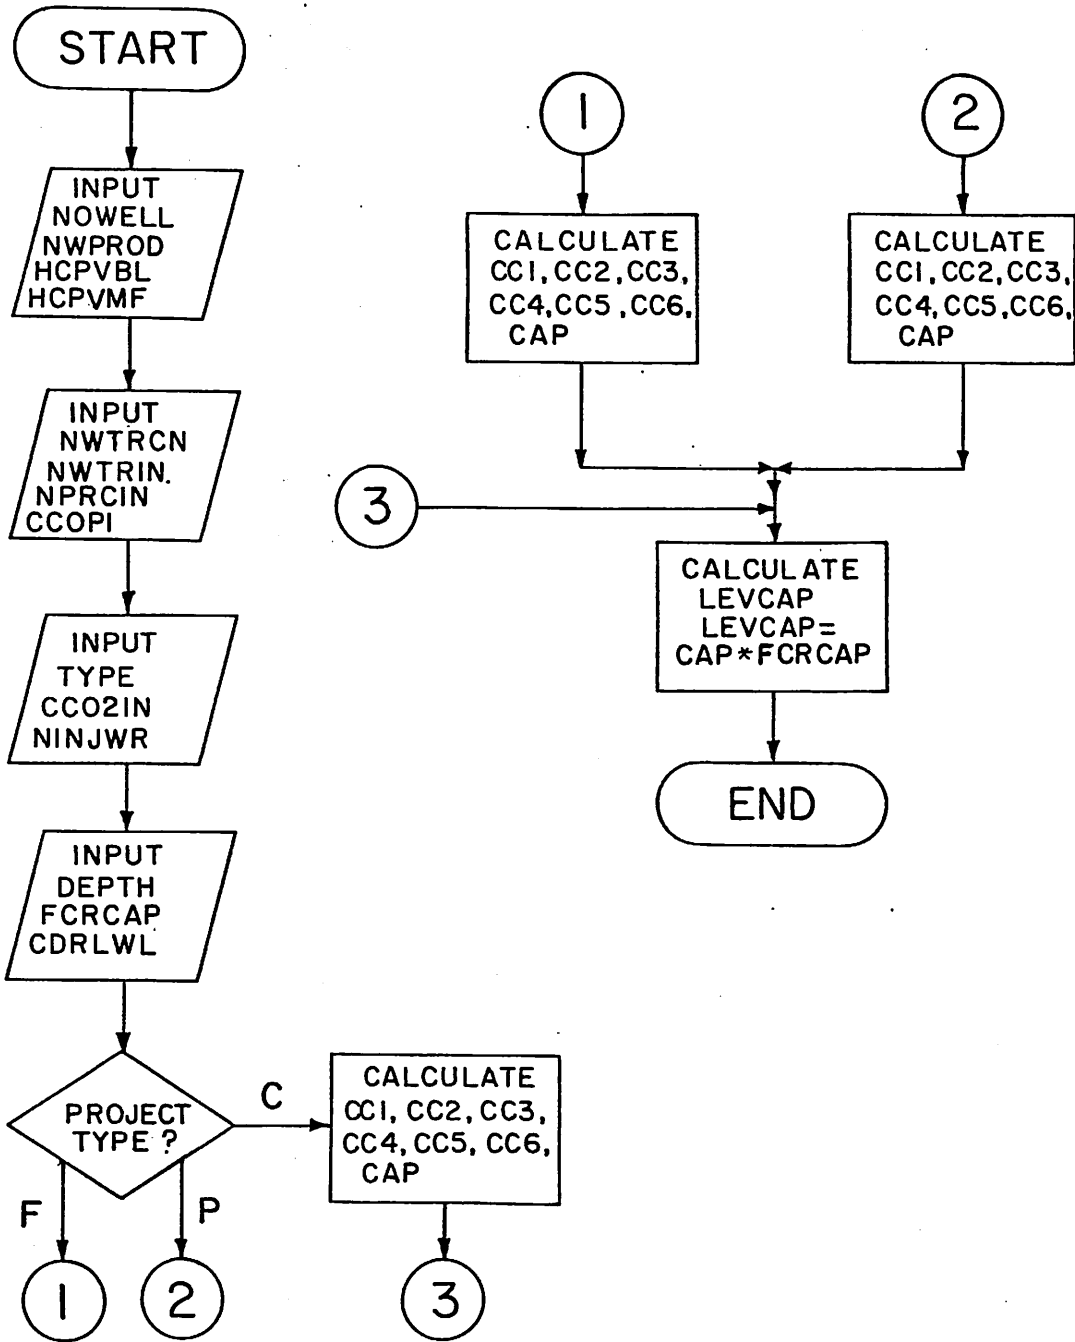 START
INPUT
NOWELL
NWPROD
HCPVBL
HCPVMF
INPUT
NWTRCN
NWTRIN.
NPRCIN
CCOPI
INPUT
TYPE
CCO2IN
NINJWR
INPUT
DEPTH
FCRCAP
CDRLWL
PROJECT
TYPE ?
F
P
C
1
2
CALCULATE
CC1, CC2, CC3,
CC4, CC5, CC6,
CAP
3
1
CALCULATE
CC1, CC2, CC3,
CC4, CC5, CC6,
CAP
2
CALCULATE
CC1, CC2, CC3,
CC4, CC5, CC6,
CAP
3
CALCULATE
LEVCAP
LEVCAP=
CAP*FCRCAP
END